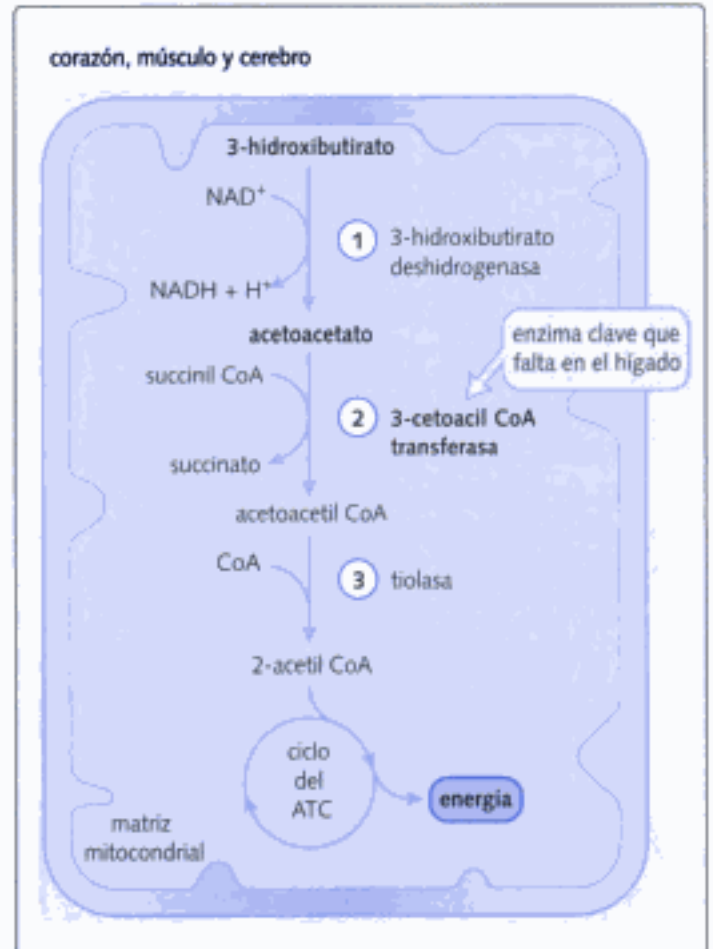 corazón, músculo y cerebro
3-hidroxibutirato
NAD⁺
1
3-hidroxibutirato
deshidrogenasa
NADH + H⁺
acetoacetato
enzima clave que
falta en el hígado
succinil CoA
2
3-cetoacil CoA
transferasa
succinato
acetoacetil CoA
CoA
3
tiolasa
2-acetil CoA
ciclo
del
ATC
energía
matriz
mitocondrial